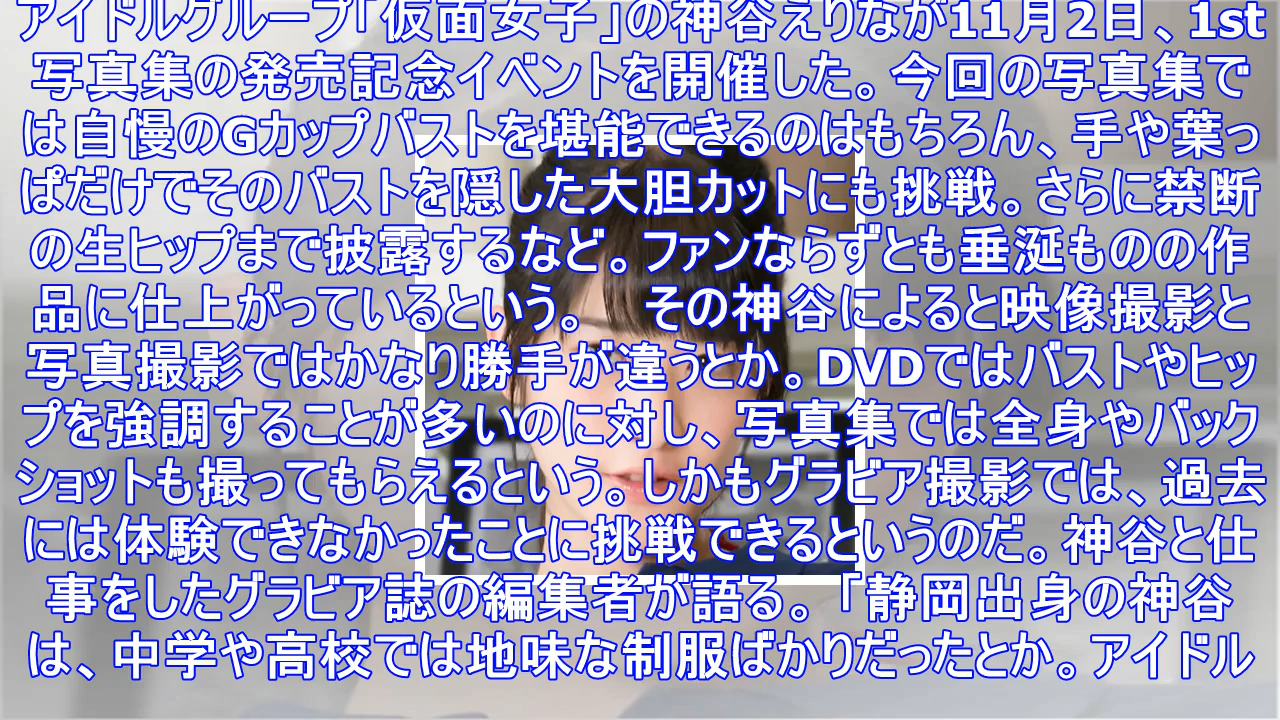 アイドルグループ「仮面女子」の神谷えりなが11月2日、1st
写真集の発売記念イベントを開催した。今回の写真集で
は自慢のGカップバストを堪能できるのはもちろん、手や葉っ
ぱだけでそのバストを隠した大胆カットにも挑戦。さらに禁断
の生ヒップまで披露するなど。ファンならずとも垂涎ものの作
品に仕上がっているという。　その神谷によると映像撮影と
写真撮影ではかなり勝手が違うとか。DVDではバストやヒッ
プを強調することが多いのに対し、写真集では全身やバック
ショットも撮ってもらえるという。しかもグラビア撮影では、過去
には体験できなかったことに挑戦できるというのだ。神谷と仕
事をしたグラビア誌の編集者が語る。「静岡出身の神谷
は、中学や高校では地味な制服ばかりだったとか。アイドル